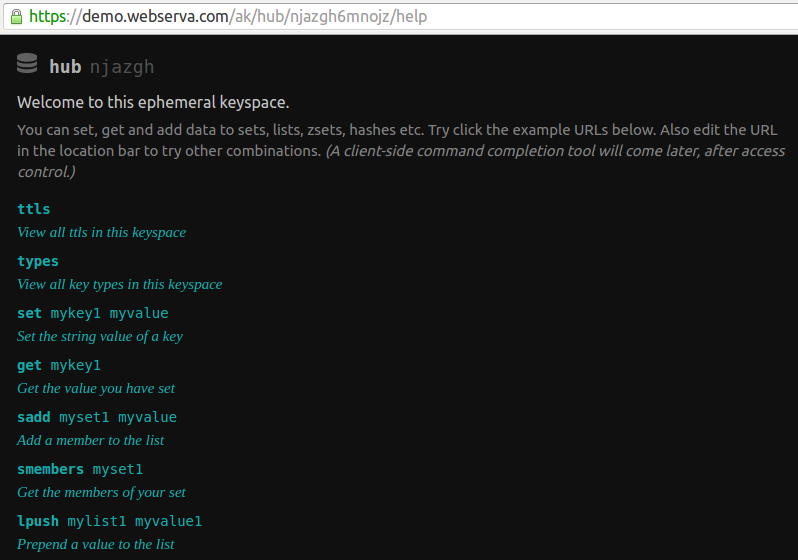 https://demo.webserva.com/ak/hub/njazgh6mnojz/help
hub njazgh
Welcome to this ephemeral keyspace.
You can set, get and add data to sets, lists, zsets, hashes etc. Try click the example URLs below. Also edit the URL
in the location bar to try other combinations. (A client-side command completion tool will come later, after access
control.)
ttls
View all ttls in this keyspace
types
View all key types in this keyspace
set mykey1 myvalue
Set the string value of a key
get mykey1
Get the value you have set
sadd myset1 myvalue
Add a member to the list
smembers myset1
Get the members of your set
lpush mylist1 myvalue1
Prepend a value to the list